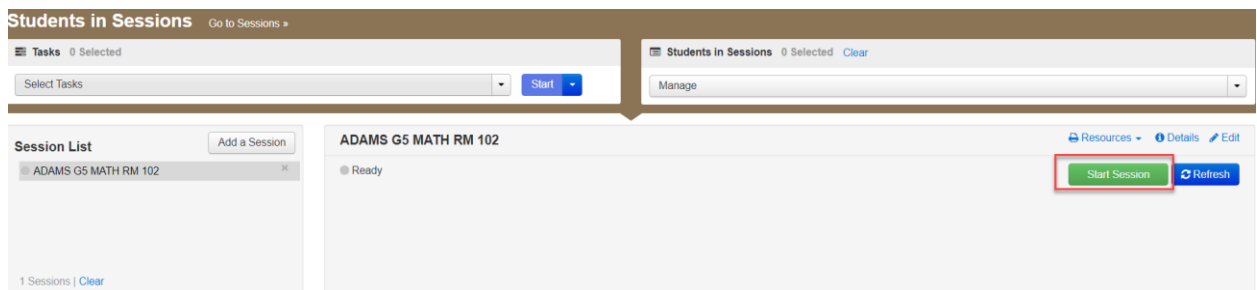 Students in Sessions Go to Sessions »
Tasks 0 Selected
Students in Sessions 0 Selected Clear
Select Tasks
Start
Manage
Session List
Add a Session
ADAMS G5 MATH RM 102
1 Sessions | Clear
ADAMS G5 MATH RM 102
Resources
Details
Edit
Ready
Start Session
Refresh